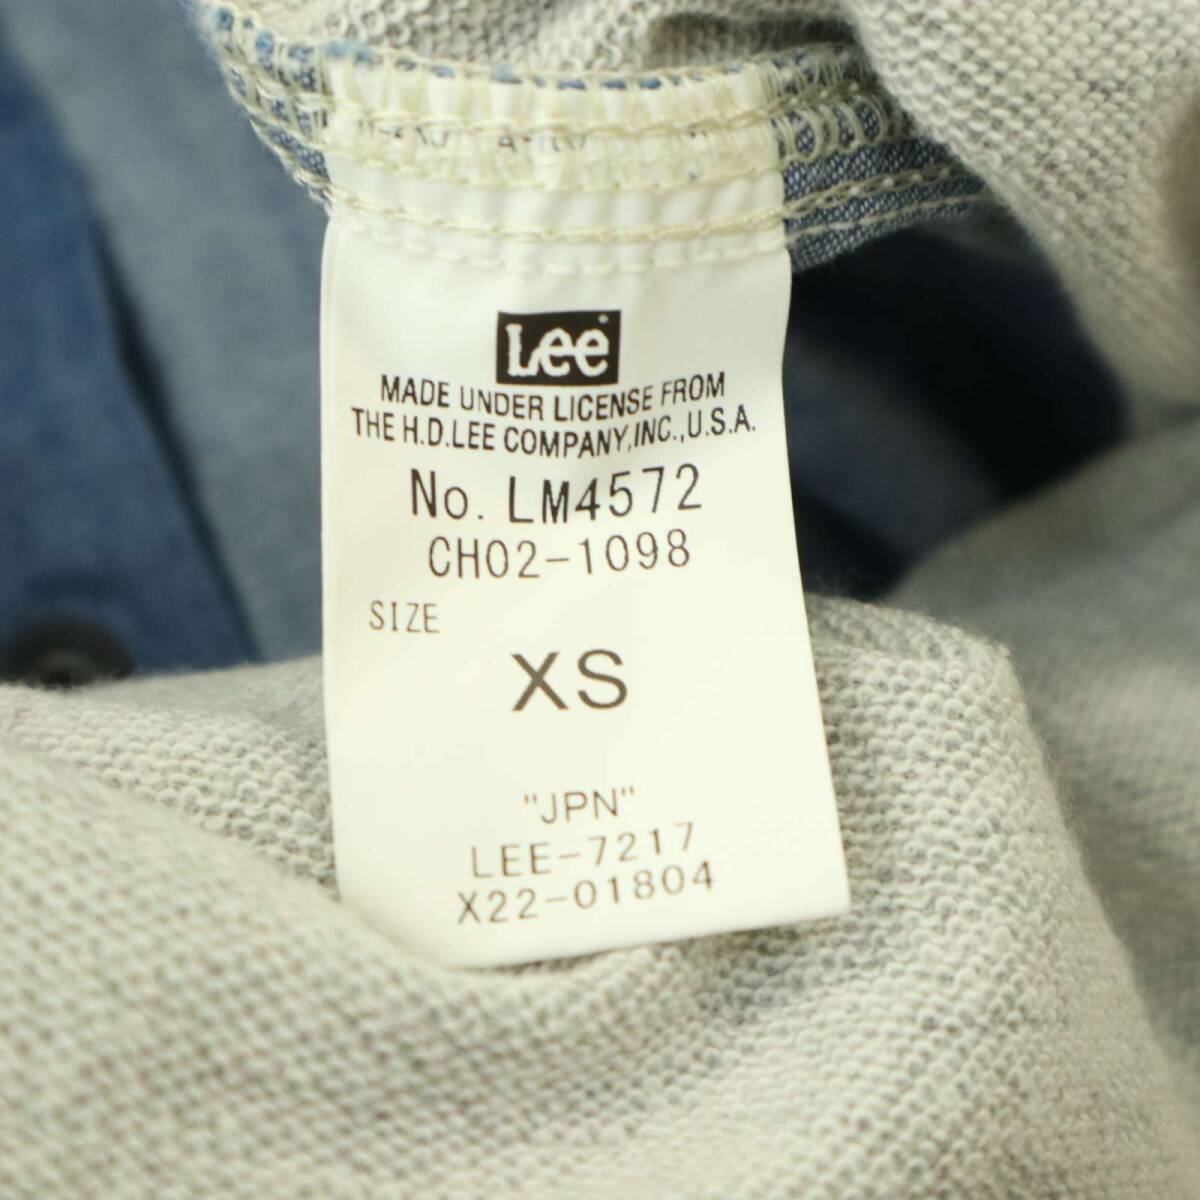 Lee
MADE UNDER LICENSE FROM
THE H.D.LEE COMPANY,INC.,U.S.A.
No. LM4572
CH02-1098
SIZE
XS
"JPN"
LEE-7217
X22-01804